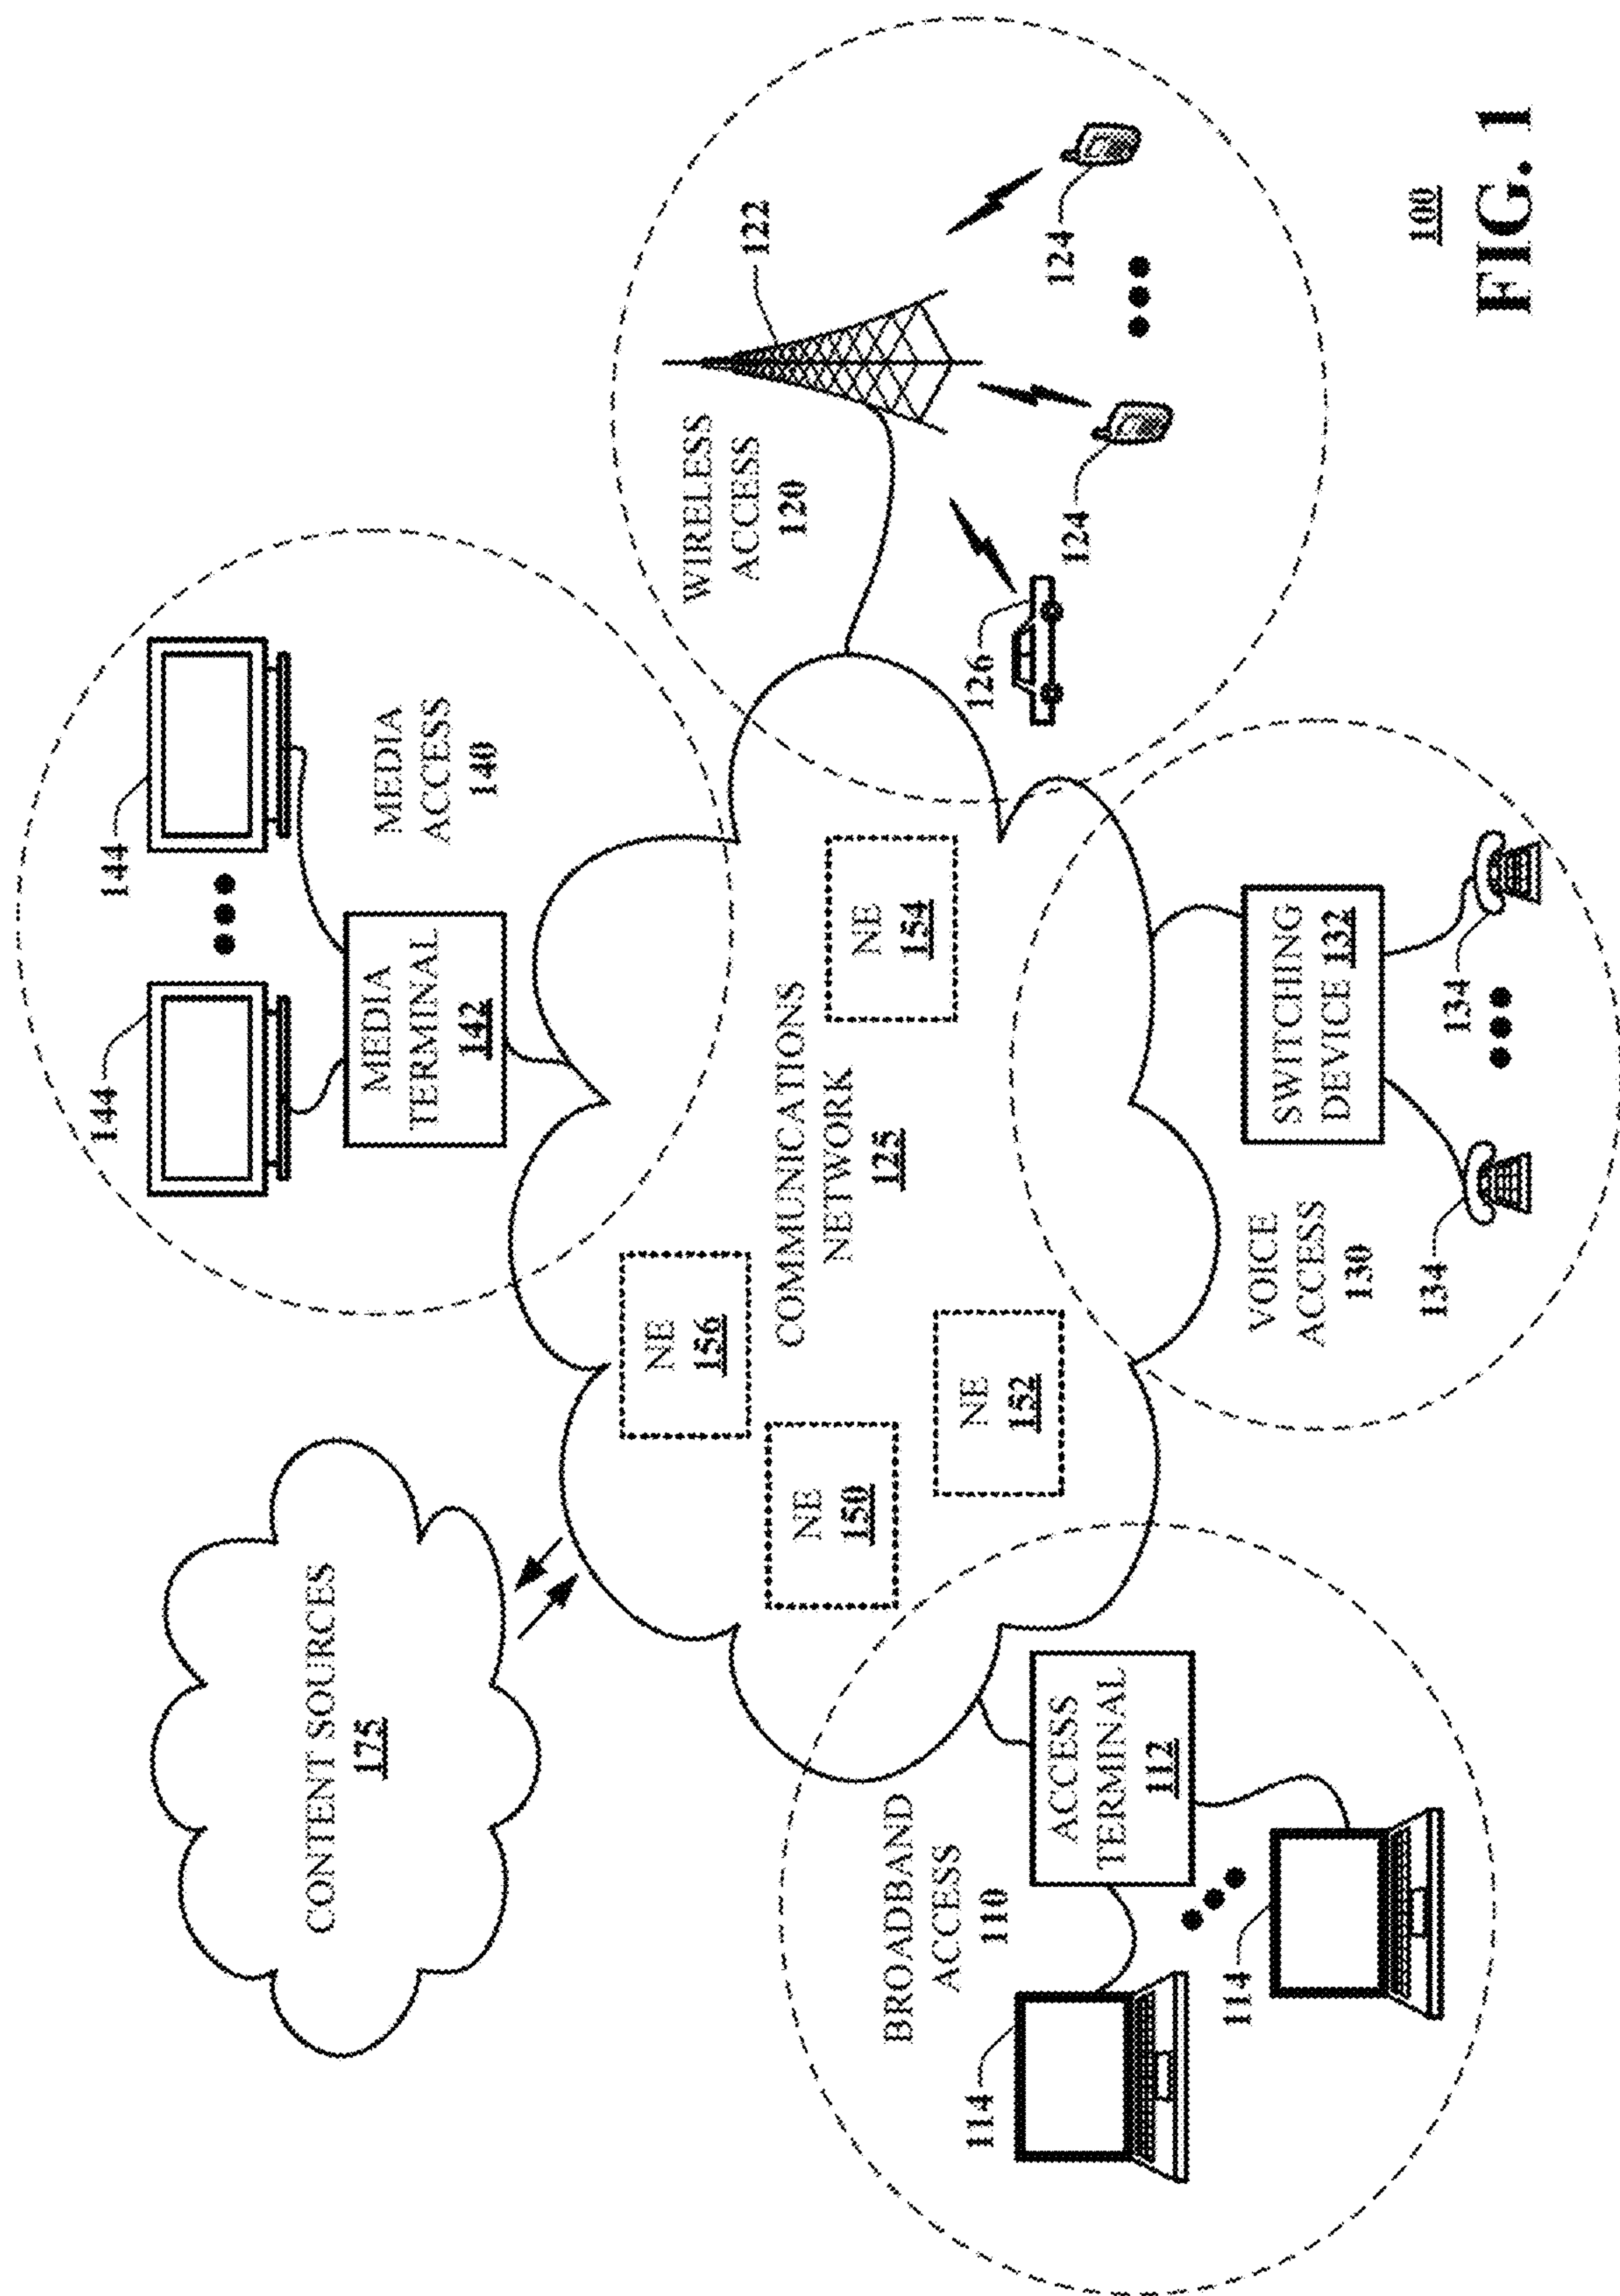 CONTENT SOURCES
175
144
144
MEDIA
TERMINAL
142
MEDIA
ACCESS
140
WIRELESS
ACCESS
120
122
124
124
126
NE
156
NE
150
NE
152
NE
154
COMMUNICATIONS
NETWORK
125
BROADBAND
ACCESS
110
ACCESS
TERMINAL
112
114
114
VOICE
ACCESS
130
SWITCHING
DEVICE 132
134
134
100
FIG. 1